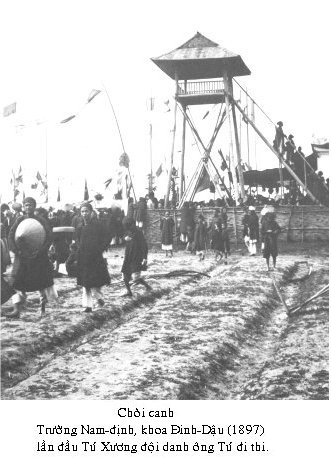 Chòi canh
Trường Nam-định, khoa Đinh-Dậu (1897)
lần đầu Tú Xương đội danh ông Tú đi thi.